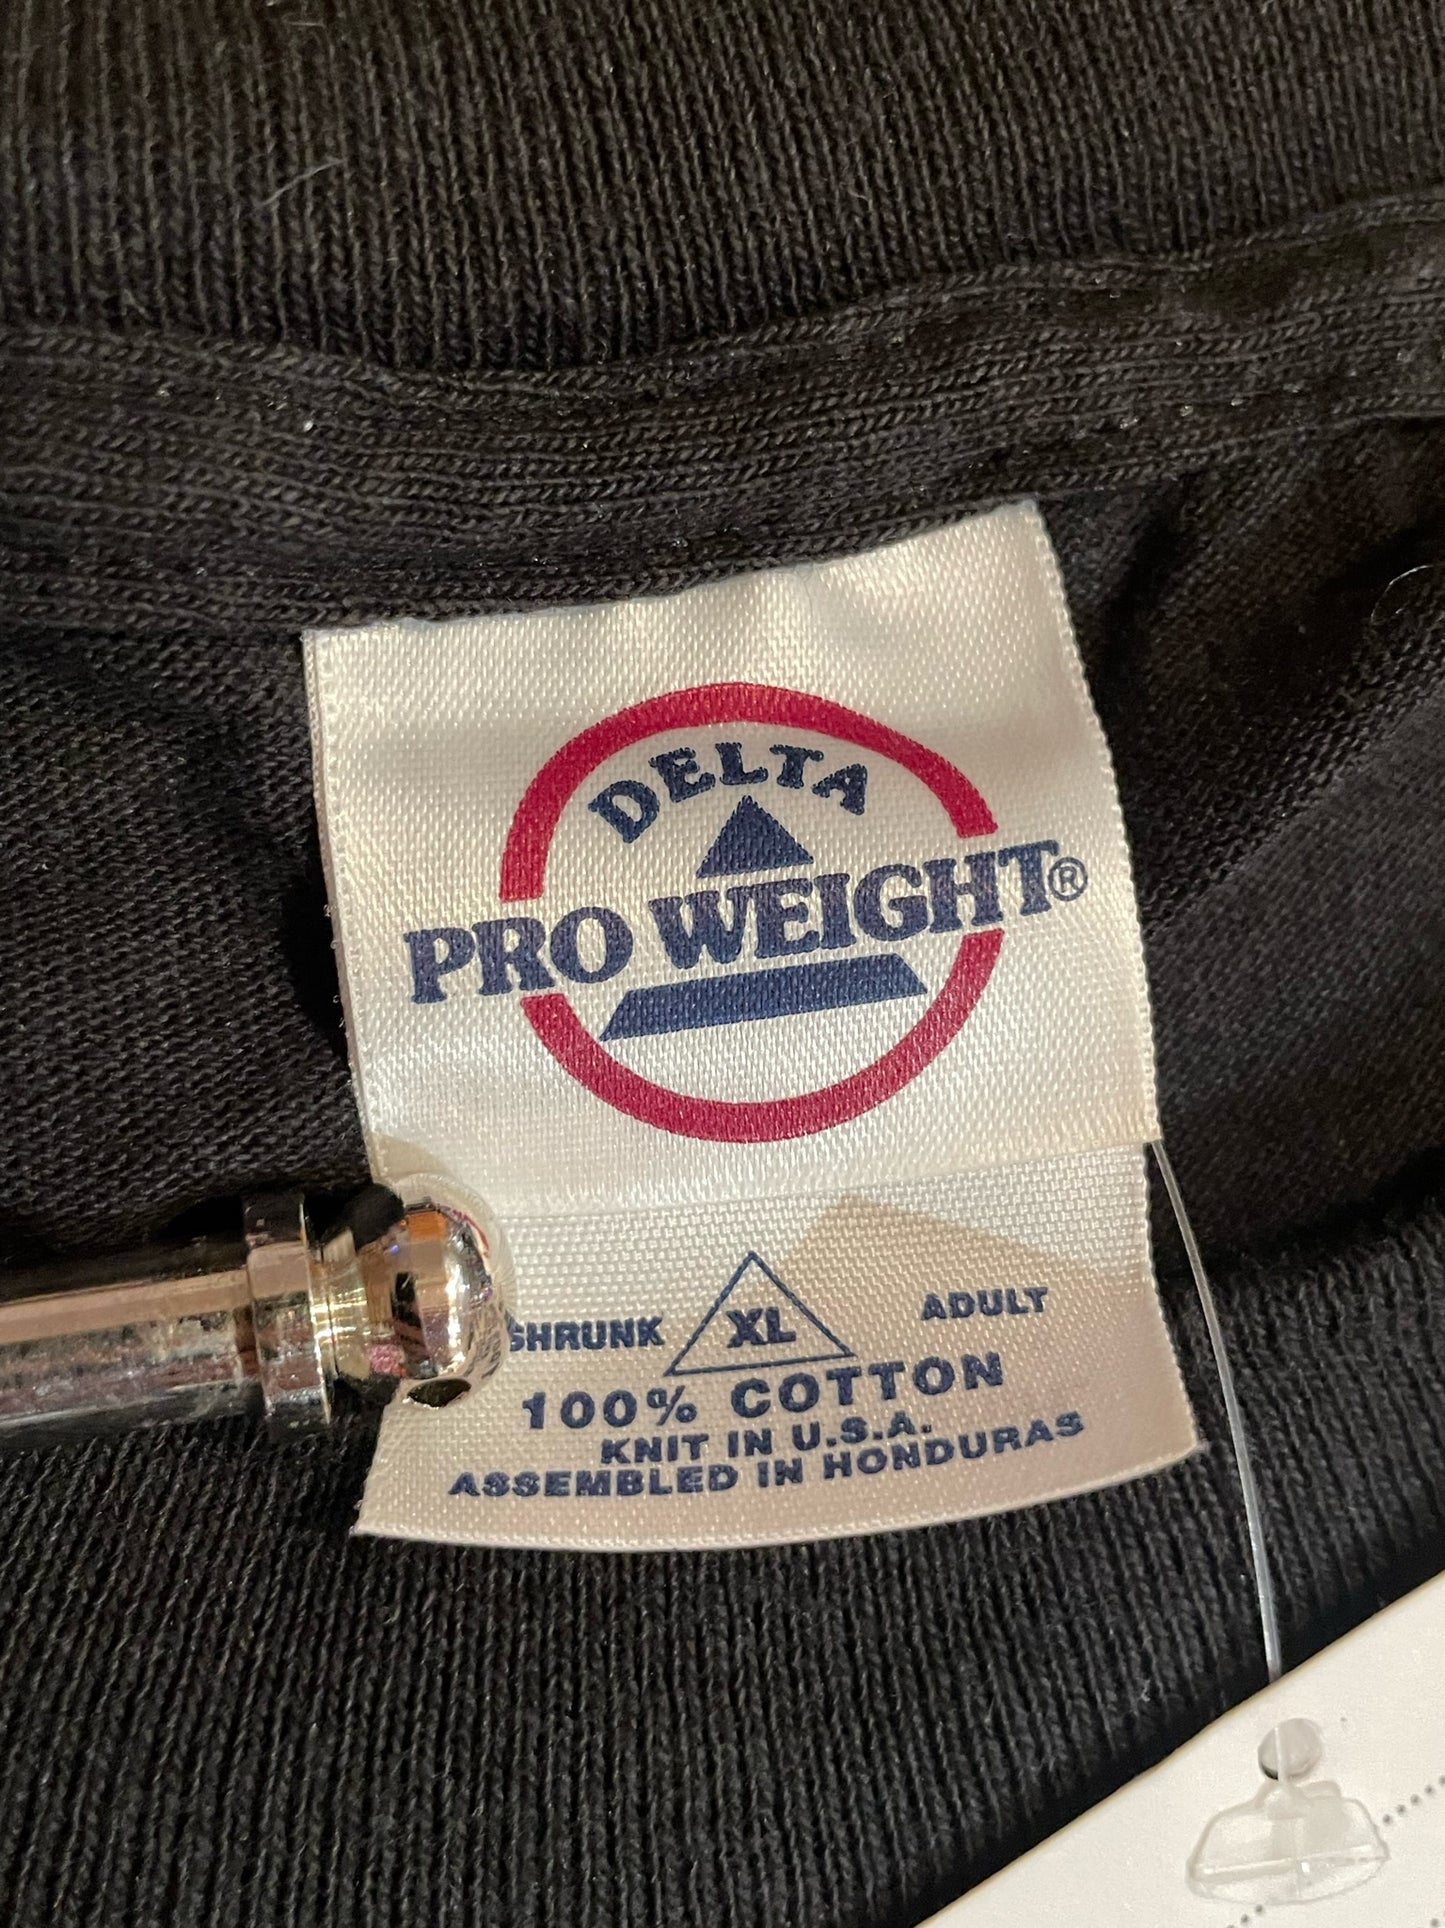 DELTA
PRO WEIGHT®
SHRUNK XL ADULT
100% COTTON
KNIT IN U.S.A.
ASSEMBLED IN HONDURAS